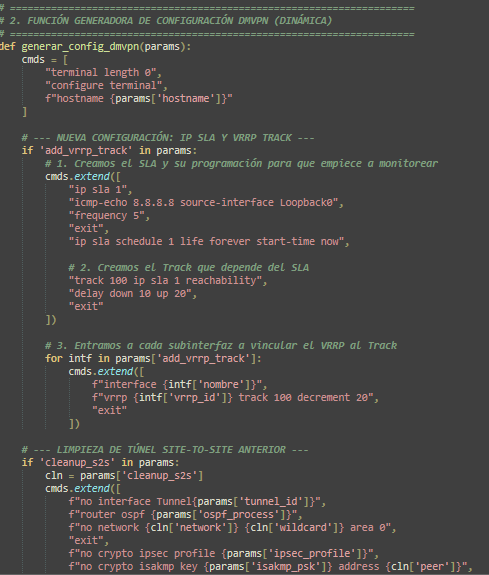 # ==============================================================
# 2. FUNCIÓN GENERADORA DE CONFIGURACIÓN DMVPN (DINÁMICA)
# ==============================================================
def generar_config_dmvpn(params):
    cmds = [
        "terminal length 0",
        "configure terminal",
        f"hostname {params['hostname']}"
    ]

    # --- NUEVA CONFIGURACIÓN: IP SLA Y VRRP TRACK ---
    if 'add_vrrp_track' in params:
        # 1. Creamos el SLA y su programación para que empiece a monitorear
        cmds.extend([
            "ip sla 1",
            "icmp-echo 8.8.8.8 source-interface Loopback0",
            "frequency 5",
            "exit",
            "ip sla schedule 1 life forever start-time now",

            # 2. Creamos el Track que depende del SLA
            "track 100 ip sla 1 reachability",
            "delay down 10 up 20",
            "exit"
        ])

        # 3. Entramos a cada subinterfaz a vincular el VRRP al Track
        for intf in params['add_vrrp_track']:
            cmds.extend([
                f"interface {intf['nombre']}",
                f"vrrp {intf['vrrp_id']} track 100 decrement 20",
                "exit"
            ])

    # --- LIMPIEZA DE TÚNEL SITE-TO-SITE ANTERIOR ---
    if 'cleanup_s2s' in params:
        cln = params['cleanup_s2s']
        cmds.extend([
            f"no interface Tunnel{params['tunnel_id']}",
            f"router ospf {params['ospf_process']}",
            f"no network {cln['network']} {cln['wildcard']} area 0",
            "exit",
            f"no crypto ipsec profile {params['ipsec_profile']}",
            f"no crypto isakmp key {params['isakmp_psk']} address {cln['peer']}",